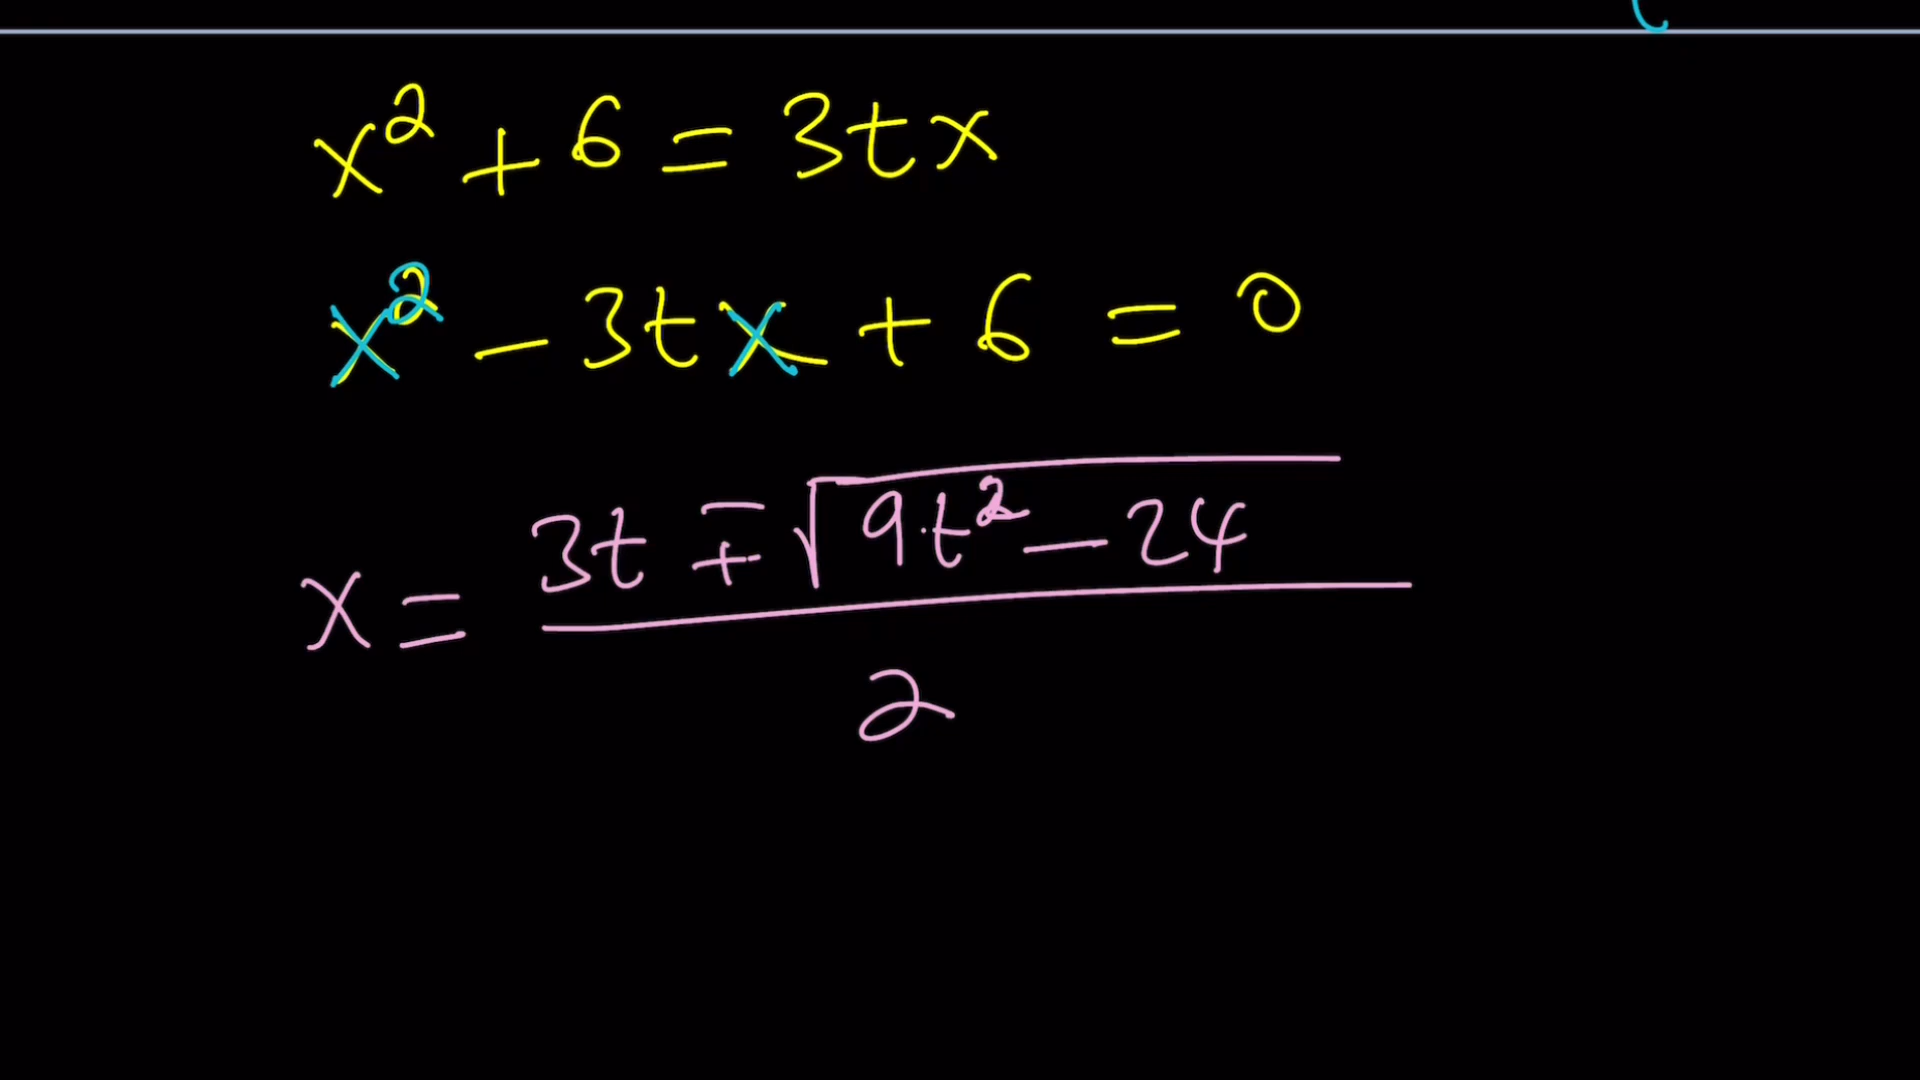 x² + 6 = 3tx
x² - 3tx + 6 = 0
x = (3t ∓ √(9t² - 24)) / 2